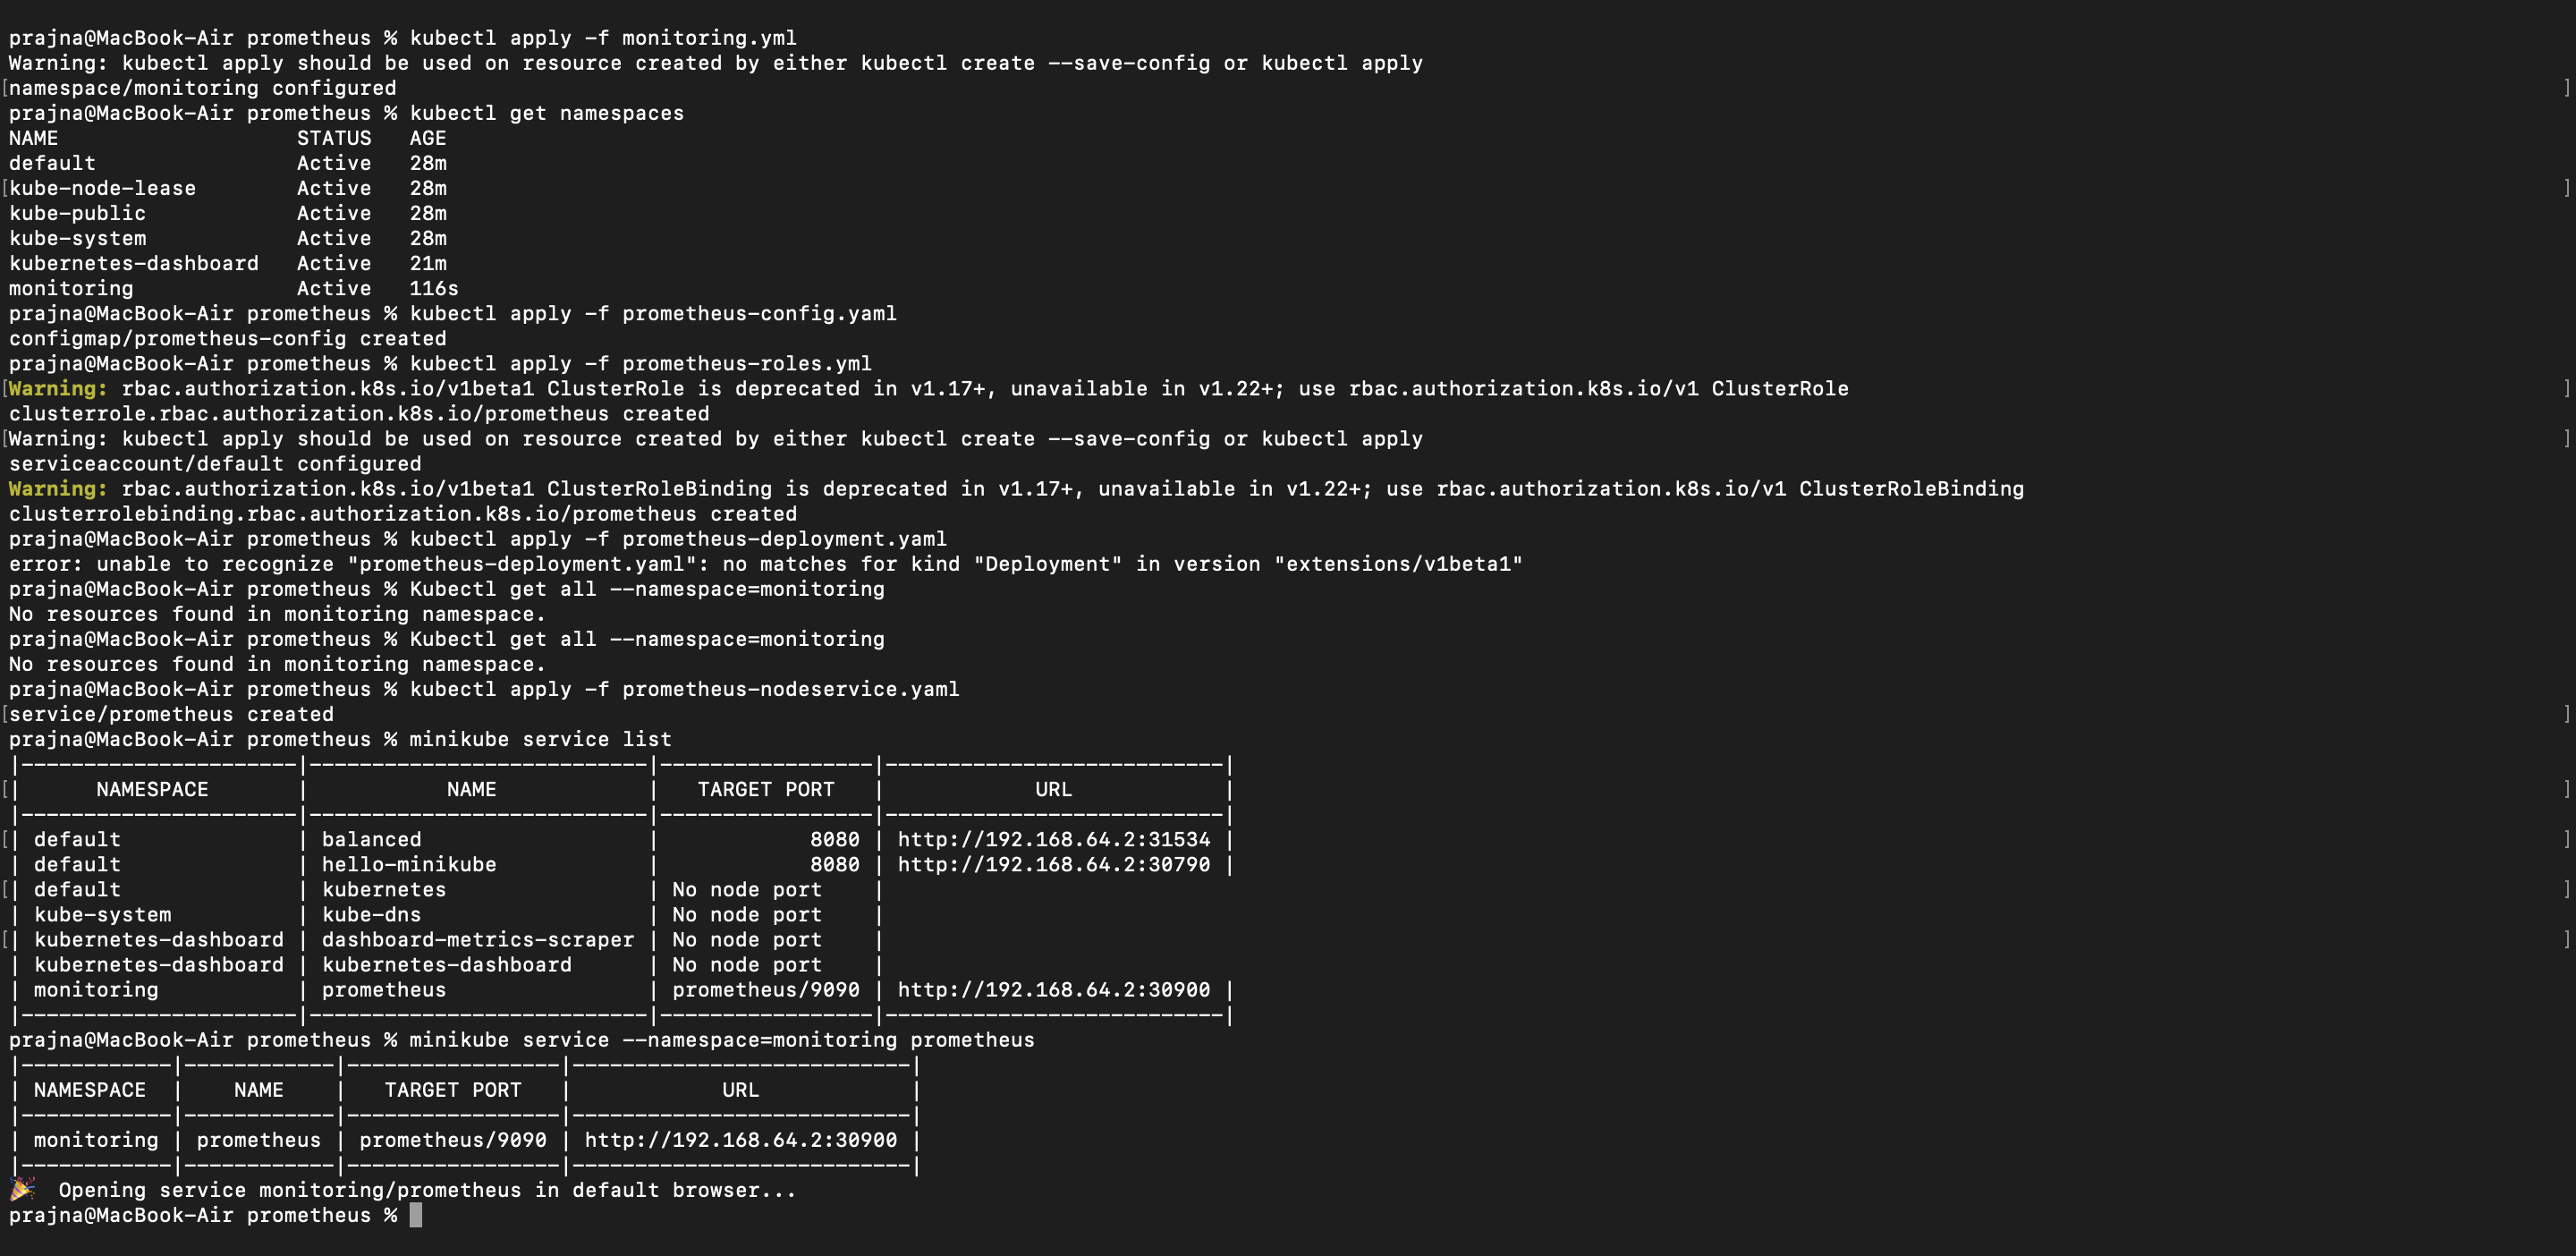 prajna@MacBook-Air prometheus % kubectl apply -f monitoring.yml
Warning: kubectl apply should be used on resource created by either kubectl create --save-config or kubectl apply
[namespace/monitoring configured ]
prajna@MacBook-Air prometheus % kubectl get namespaces
NAME STATUS AGE
default Active 28m
[kube-node-lease Active 28m ]
kube-public Active 28m
kube-system Active 28m
kubernetes-dashboard Active 21m
monitoring Active 116s
prajna@MacBook-Air prometheus % kubectl apply -f prometheus-config.yaml
configmap/prometheus-config created
prajna@MacBook-Air prometheus % kubectl apply -f prometheus-roles.yml
[Warning: rbac.authorization.k8s.io/v1beta1 ClusterRole is deprecated in v1.17+, unavailable in v1.22+; use rbac.authorization.k8s.io/v1 ClusterRole ]
clusterrole.rbac.authorization.k8s.io/prometheus created
[Warning: kubectl apply should be used on resource created by either kubectl create --save-config or kubectl apply ]
serviceaccount/default configured
Warning: rbac.authorization.k8s.io/v1beta1 ClusterRoleBinding is deprecated in v1.17+, unavailable in v1.22+; use rbac.authorization.k8s.io/v1 ClusterRoleBinding
clusterrolebinding.rbac.authorization.k8s.io/prometheus created
prajna@MacBook-Air prometheus % kubectl apply -f prometheus-deployment.yaml
error: unable to recognize "prometheus-deployment.yaml": no matches for kind "Deployment" in version "extensions/v1beta1"
prajna@MacBook-Air prometheus % Kubectl get all --namespace=monitoring
No resources found in monitoring namespace.
prajna@MacBook-Air prometheus % Kubectl get all --namespace=monitoring
No resources found in monitoring namespace.
prajna@MacBook-Air prometheus % kubectl apply -f prometheus-nodeservice.yaml
[service/prometheus created ]
prajna@MacBook-Air prometheus % minikube service list
|----------------------|---------------------------|-----------------|---------------------------|
[| NAMESPACE | NAME | TARGET PORT | URL | ]
|----------------------|---------------------------|-----------------|---------------------------|
[| default | balanced | 8080 | http://192.168.64.2:31534 | ]
| default | hello-minikube | 8080 | http://192.168.64.2:30790 |
[| default | kubernetes | No node port | ]
| kube-system | kube-dns | No node port |
[| kubernetes-dashboard | dashboard-metrics-scraper | No node port | ]
| kubernetes-dashboard | kubernetes-dashboard | No node port |
| monitoring | prometheus | prometheus/9090 | http://192.168.64.2:30900 |
|----------------------|---------------------------|-----------------|---------------------------|
prajna@MacBook-Air prometheus % minikube service --namespace=monitoring prometheus
|------------|------------|-----------------|---------------------------|
| NAMESPACE | NAME | TARGET PORT | URL |
|------------|------------|-----------------|---------------------------|
| monitoring | prometheus | prometheus/9090 | http://192.168.64.2:30900 |
|------------|------------|-----------------|---------------------------|
🎉 Opening service monitoring/prometheus in default browser...
prajna@MacBook-Air prometheus %